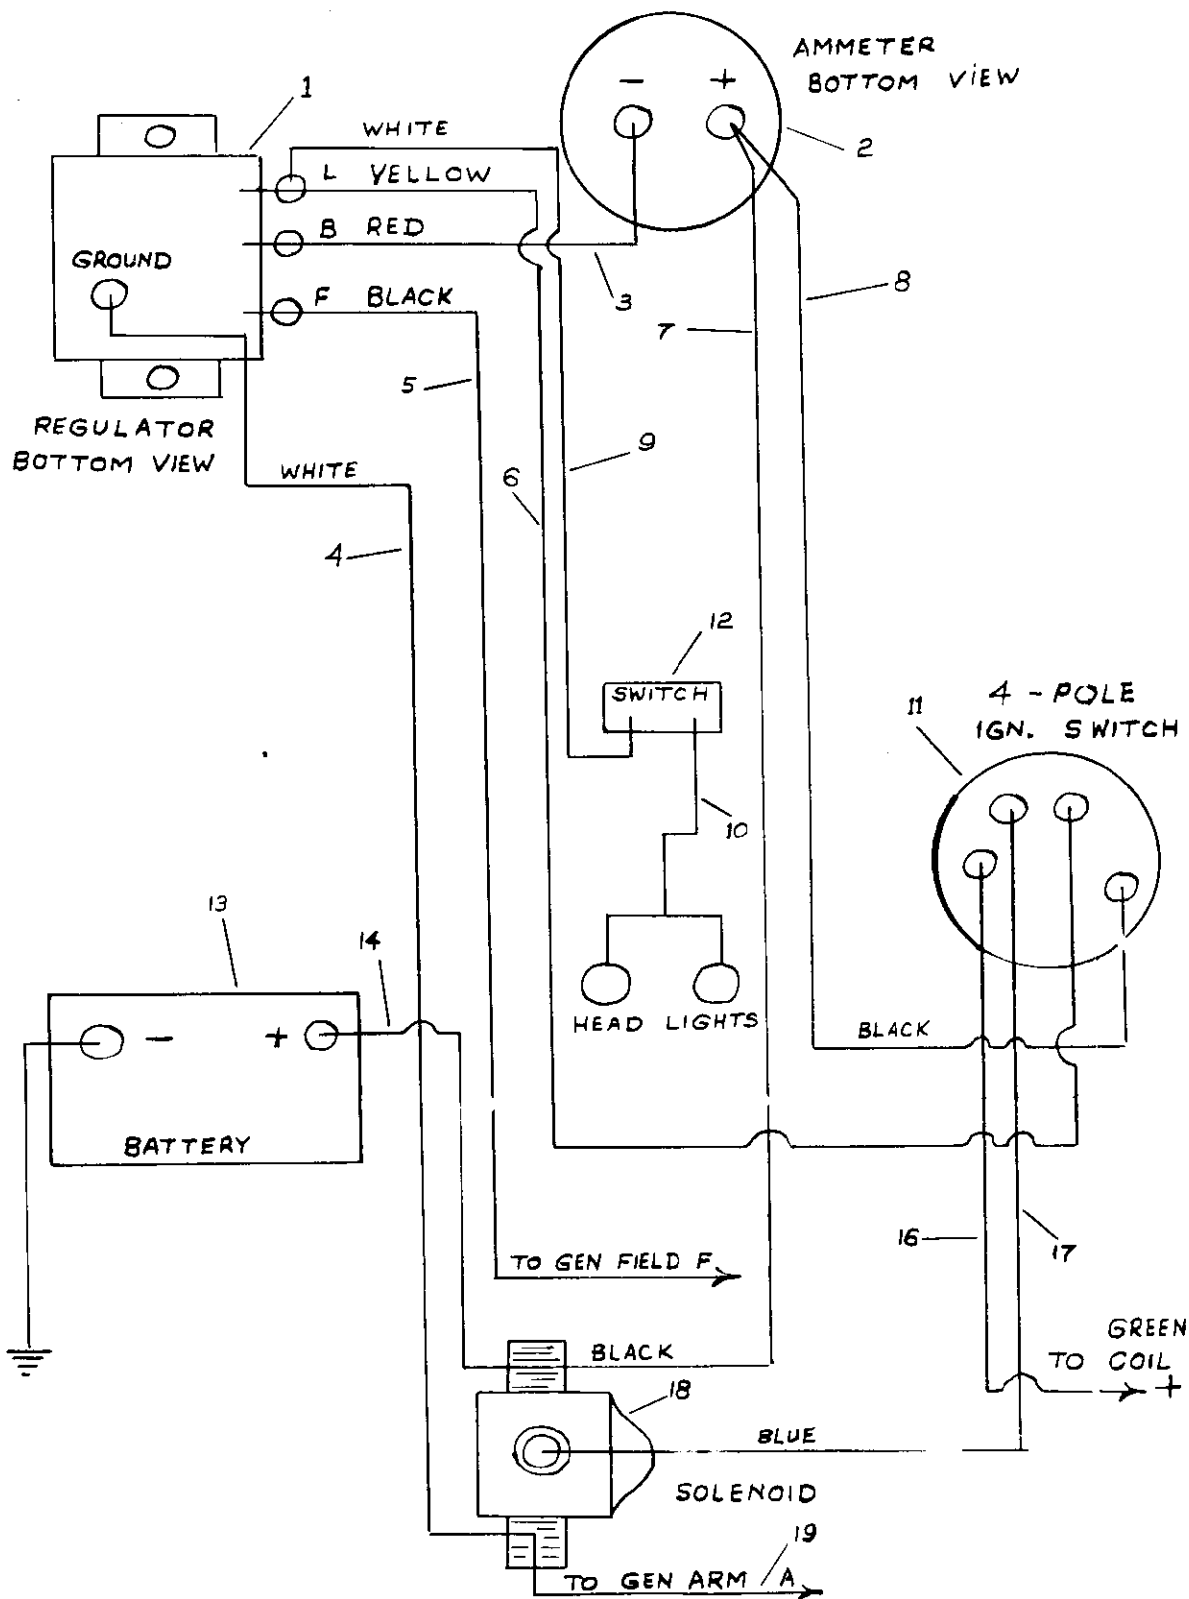 AMMETER
BOTTOM VIEW
- +
1
2
WHITE
L YELLOW
B RED
GROUND
F BLACK
3
7
8
5
REGULATOR
BOTTOM VIEW
WHITE
9
6
4
12
SWITCH
4-POLE
IGN. SWITCH
11
10
13
14
- +
BATTERY
HEAD LIGHTS
BLACK
16
17
TO GEN FIELD F
BLACK
GREEN
TO COIL
+
18
BLUE
SOLENOID
19
TO GEN ARM A